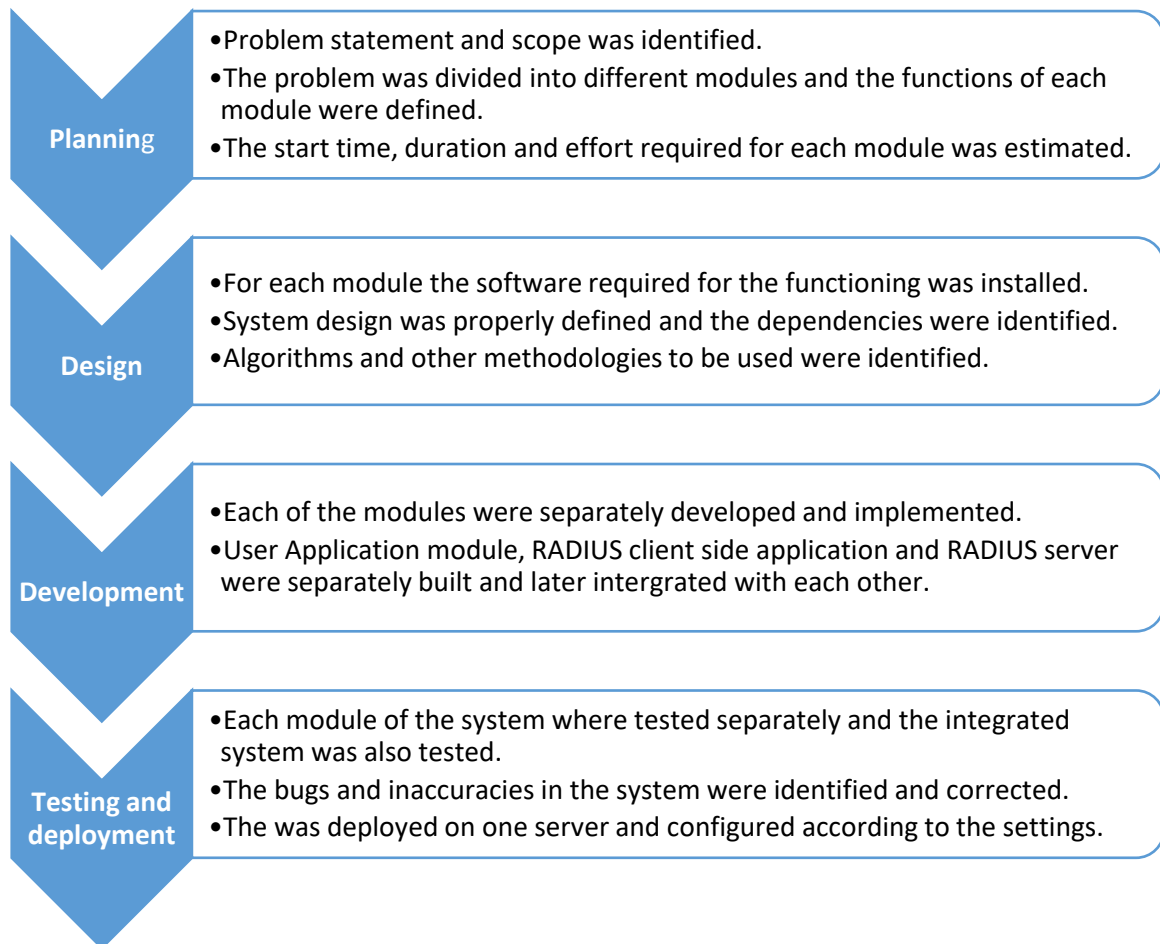 Planning
•Problem statement and scope was identified.
•The problem was divided into different modules and the functions of each
module were defined.
•The start time, duration and effort required for each module was estimated.
Design
•For each module the software required for the functioning was installed.
•System design was properly defined and the dependencies were identified.
•Algorithms and other methodologies to be used were identified.
Development
•Each of the modules were separately developed and implemented.
•User Application module, RADIUS client side application and RADIUS server
were separately built and later intergrated with each other.
Testing and
deployment
•Each module of the system where tested separately and the integrated
system was also tested.
•The bugs and inaccuracies in the system were identified and corrected.
•The was deployed on one server and configured according to the settings.